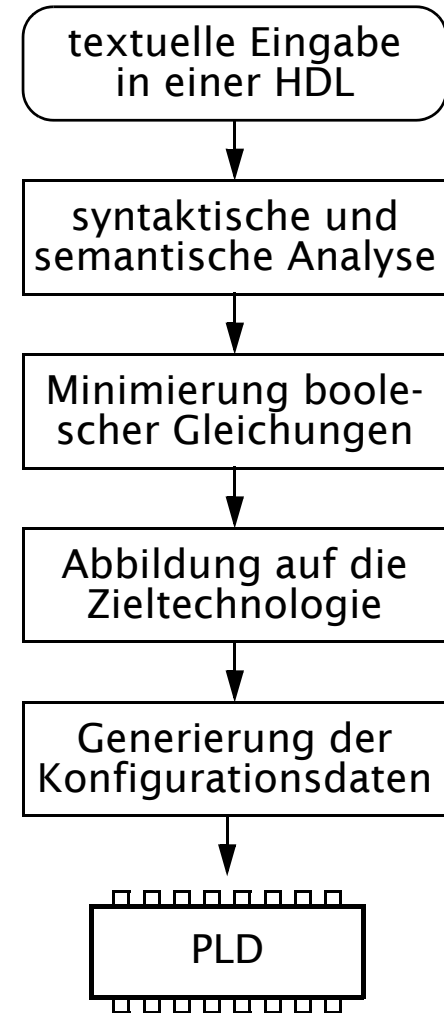 textuelle Eingabe
in einer HDL
syntaktische und
semantische Analyse
Minimierung boole-
scher Gleichungen
Abbildung auf die
Zieltechnologie
Generierung der
Konfigurationsdaten
PLD